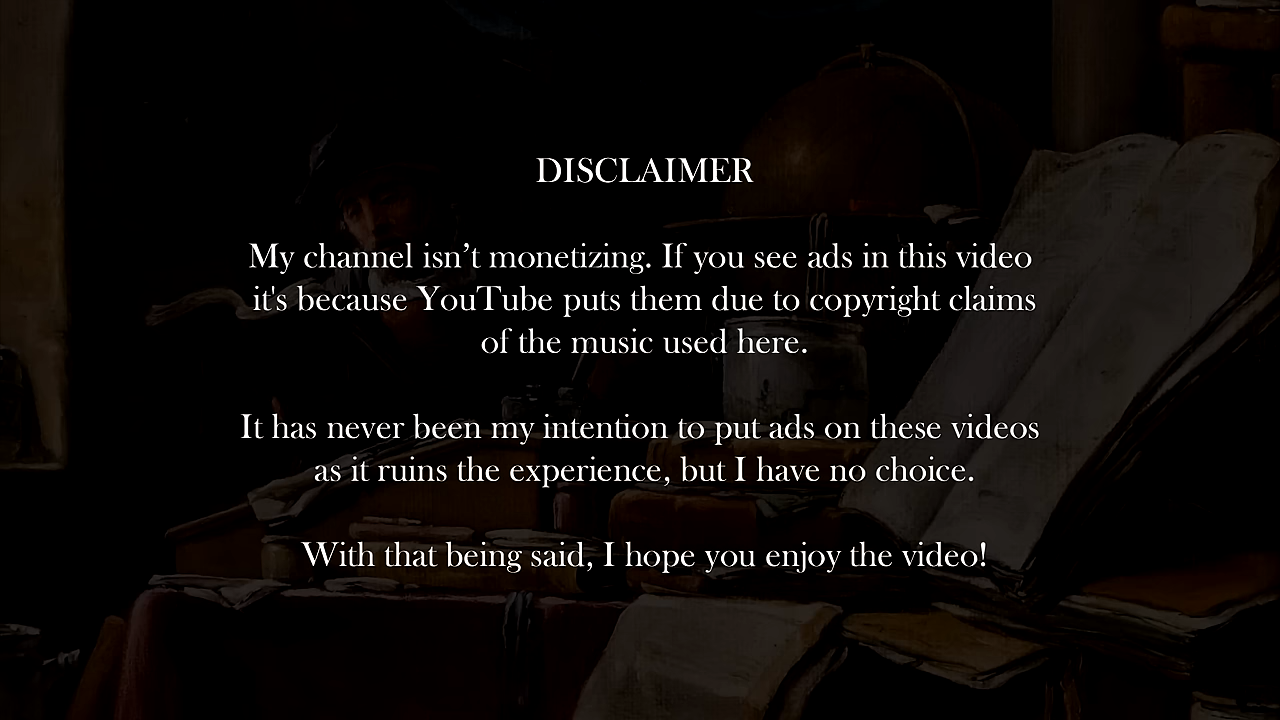 DISCLAIMER
My channel isn’t monetizing. If you see ads in this video
it's because YouTube puts them due to copyright claims
of the music used here.
It has never been my intention to put ads on these videos
as it ruins the experience, but I have no choice.
With that being said, I hope you enjoy the video!